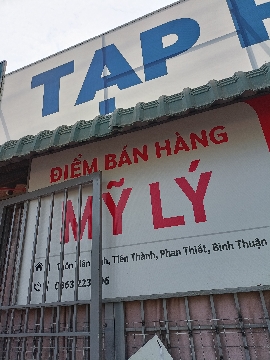 TẠP
ĐIỂM BÁN HÀNG
MỸ LÝ
Tiến Thành, Phan Thiết, Bình Thuận